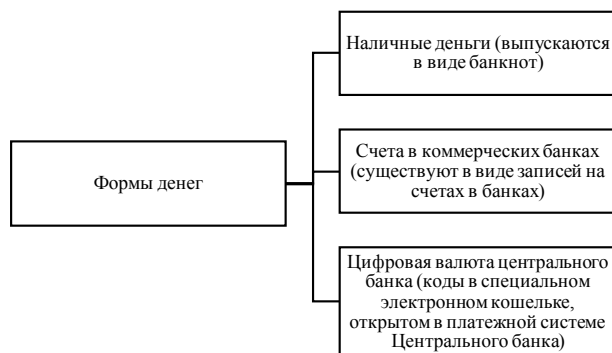 Наличные деньги (выпускаются
в виде банкнот)
Формы денег
Счета в коммерческих банках
(существуют в виде записей на
счетах в банках)
Цифровая валюта центрального
банка (коды в специальном
электронном кошельке,
открытом в платежной системе
Центрального банка)